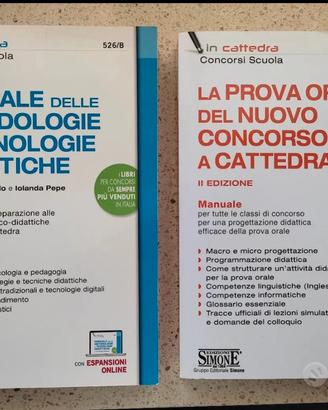 526/B
ALE DELLE
DOLOGIE
NOLOGIE
TICHE
I LIBRI
PER CONCORSI
DA SEMPRE
PIÙ VENDUTI
IN ITALIA
o e Iolanda Pepe
eparazione alle
co-didattiche
tedra
cologia e pedagogia
egie e tecniche didattiche
tradizionali e tecnologie digitali
ndimento
stici
CON ESPANSIONI
ONLINE
in cattedra
Concorsi Scuola
LA PROVA OR
DEL NUOVO
CONCORSO
A CATTEDRA
II EDIZIONE
Manuale
per tutte le classi di concorso
per una progettazione didattica
efficace della prova orale
Macro e micro progettazione
Programmazione didattica
Come strutturare un'attività did
per la prova orale
Competenze linguistiche (Ingles
Competenze informatiche
Glossario essenziale
Tracce ufficiali di lezioni simulat
e domande del colloquio
EDIZIONI
SIMONE
Gruppo Editoriale Simone